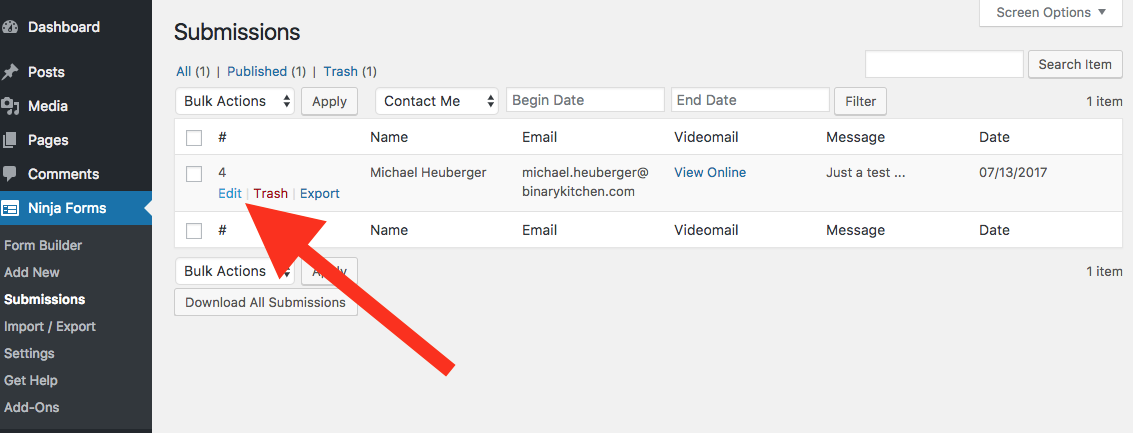 Dashboard
Posts
Media
Pages
Comments
Ninja Forms
Form Builder
Add New
Submissions
Import / Export
Settings
Get Help
Add-Ons
Screen Options
Submissions
All (1) | Published (1) | Trash (1)
Search Item
Bulk Actions Apply Contact Me Begin Date End Date Filter 1 item
# Name Email Videomail Message Date
4 Michael Heuberger michael.heuberger@ View Online Just a test ... 07/13/2017
binarykitchen.com
Edit | Trash | Export
# Name Email Videomail Message Date
Bulk Actions Apply 1 item
Download All Submissions